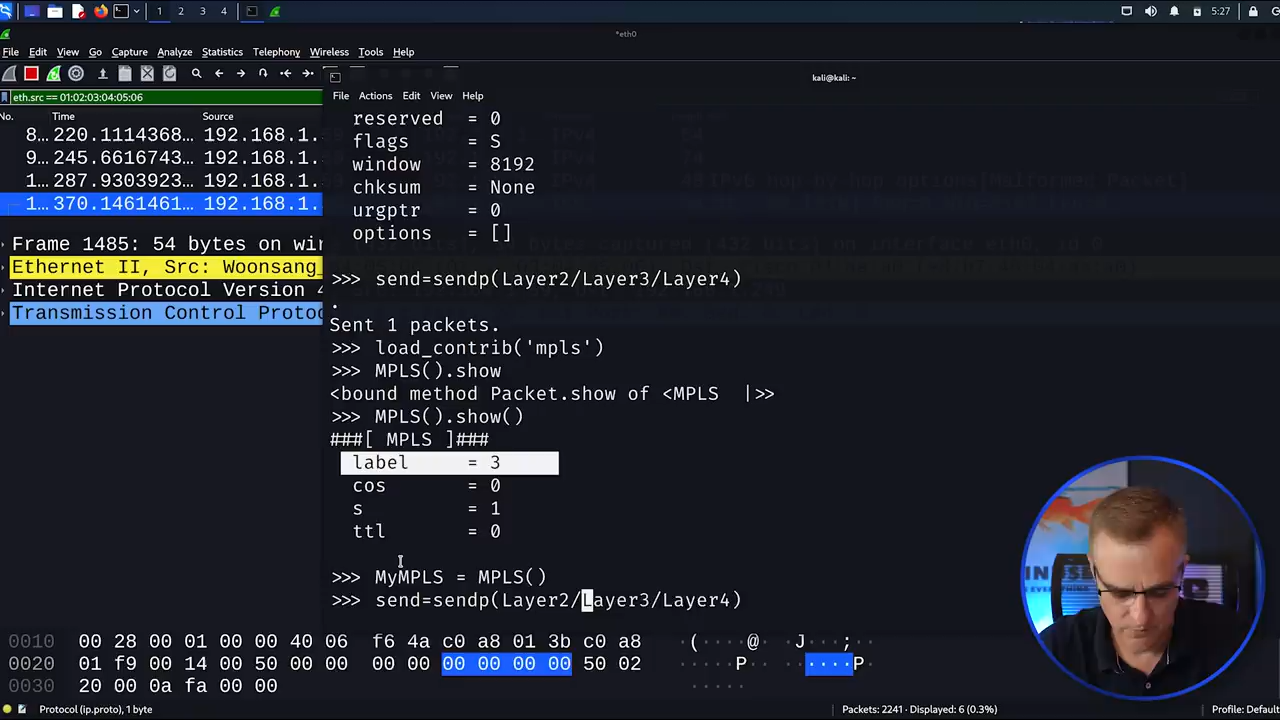 1 2 3 4 5:27
*eth0
File Edit View Go Capture Analyze Statistics Telephony Wireless Tools Help
kali@kali: ~
eth.src == 01:02:03:04:05:06
File Actions Edit View Help
No. Time Source
8… 220.1114368… 192.168.1.
9… 245.6616743… 192.168.1.
1… 287.9303923… 192.168.1.
1… 370.1461461… 192.168.1.
Frame 1485: 54 bytes on wir
Ethernet II, Src: Woonsang_
Internet Protocol Version 4
Transmission Control Protoc
reserved = 0
flags = S
window = 8192
chksum = None
urgptr = 0
options = []
>>> send=sendp(Layer2/Layer3/Layer4)
.
Sent 1 packets.
>>> load_contrib('mpls')
>>> MPLS().show
<bound method Packet.show of <MPLS |>>
>>> MPLS().show()
###[ MPLS ]###
label = 3
cos = 0
s = 1
ttl = 0
>>> MyMPLS = MPLS()
>>> send=sendp(Layer2/Layer3/Layer4)
0010 00 28 00 01 00 00 40 06 f6 4a c0 a8 01 3b c0 a8 ·(····@· ·J···;··
0020 01 f9 00 14 00 50 00 00 00 00 00 00 00 00 50 02 ·····P·· ······P·
0030 20 00 0a fa 00 00 ·····
Protocol (ip.proto), 1 byte Packets: 2241 · Displayed: 6 (0.3%) Profile: Default